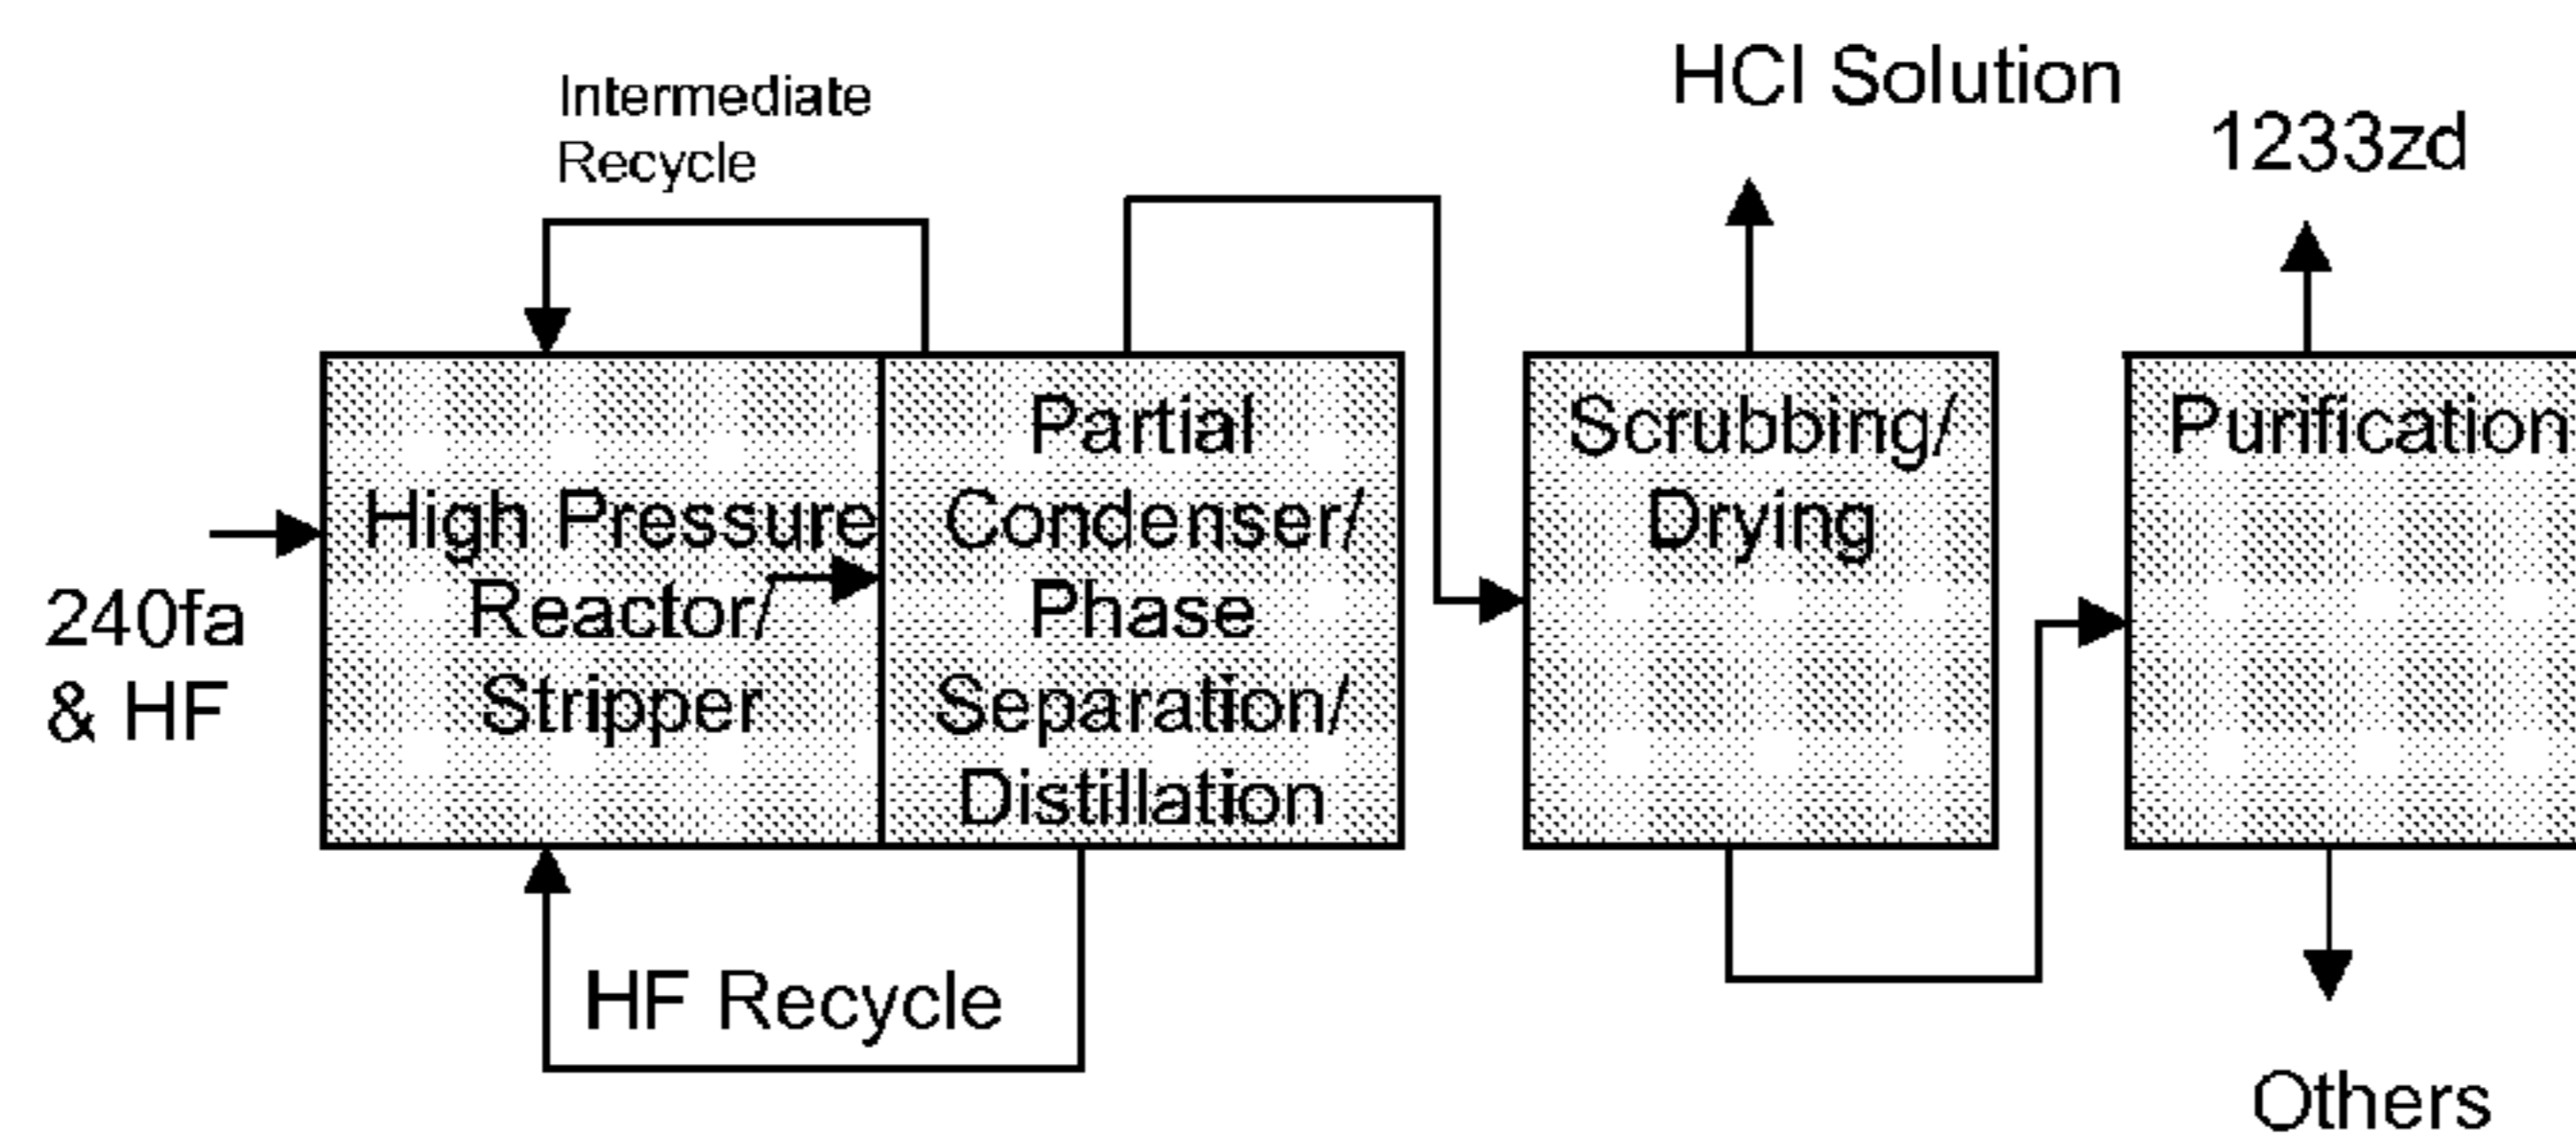 Intermediate
Recycle
HCl Solution
1233zd
240fa
& HF
High Pressure
Reactor/
Stripper
Partial
Condenser/
Phase
Separation/
Distillation
Scrubbing/
Drying
Purification
HF Recycle
Others